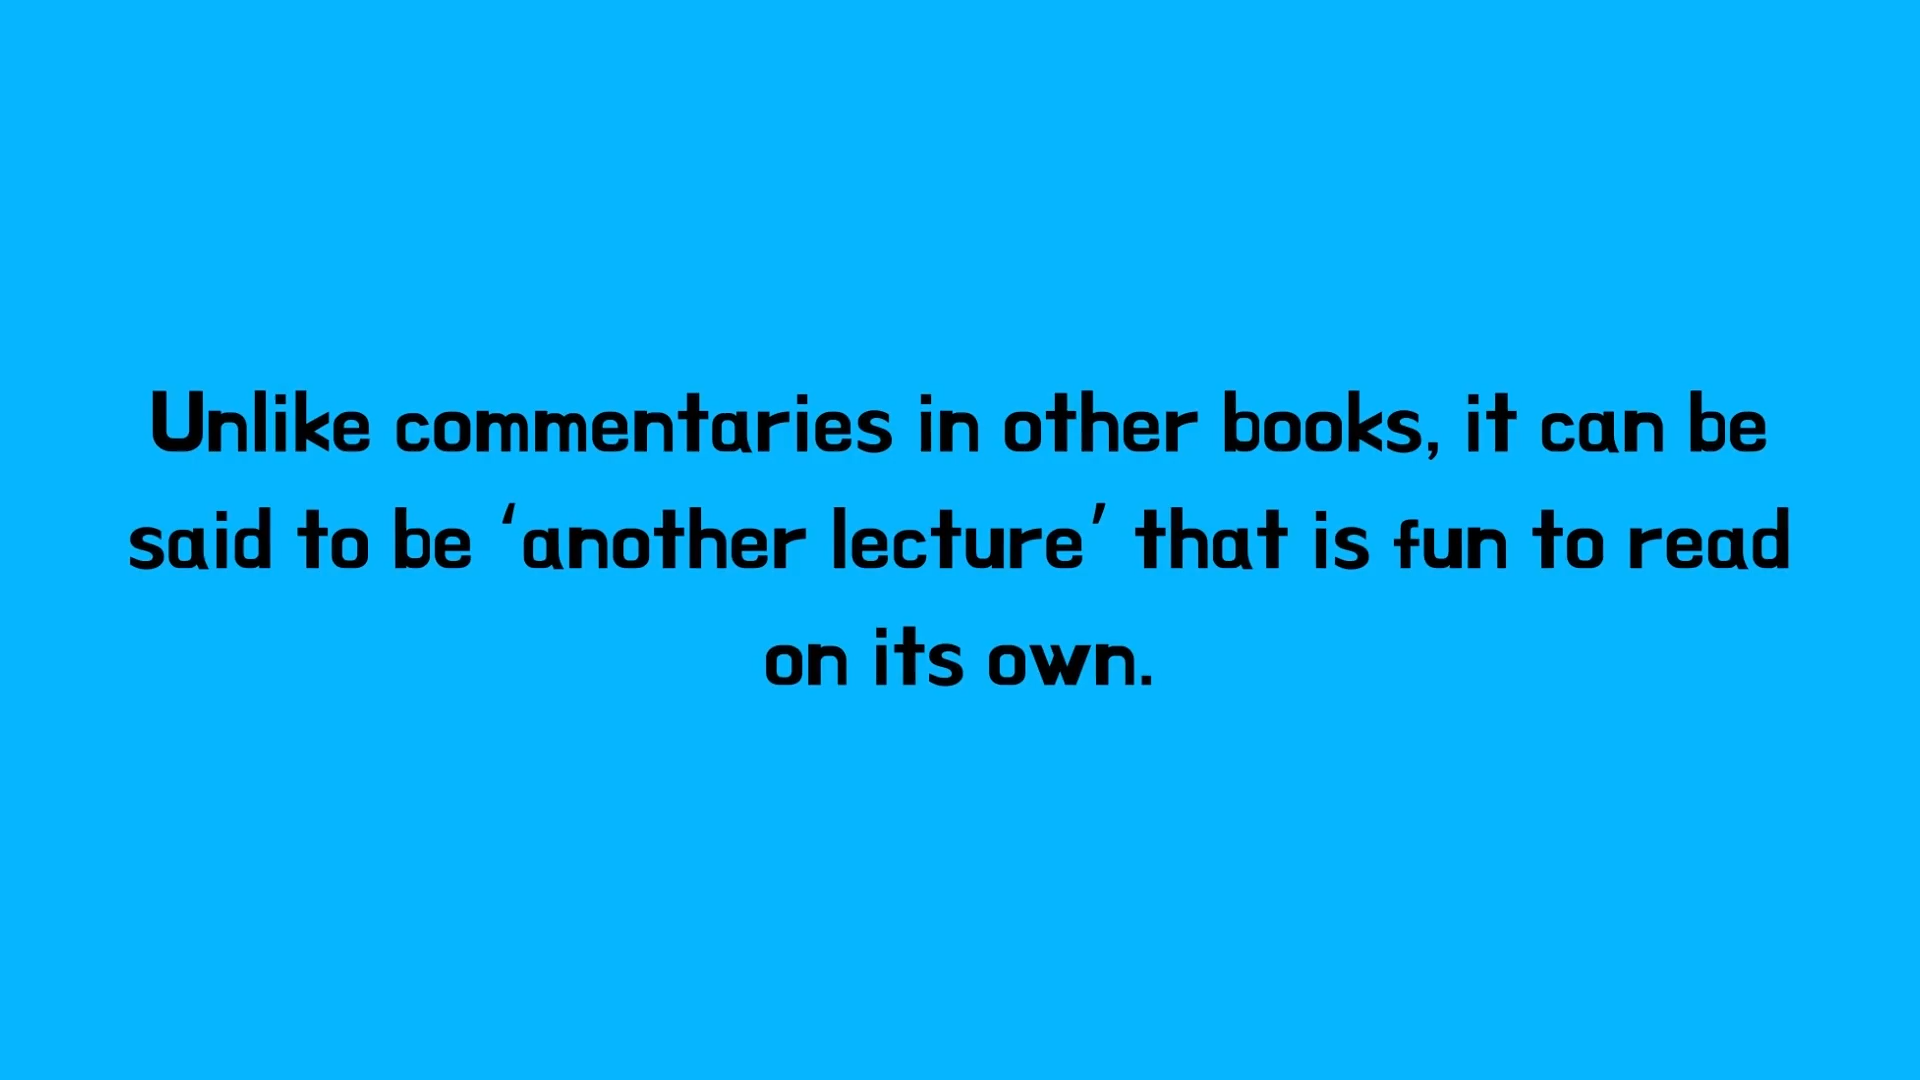 Unlike commentaries in other books, it can be
said to be ‘another lecture’ that is fun to read
on its own.